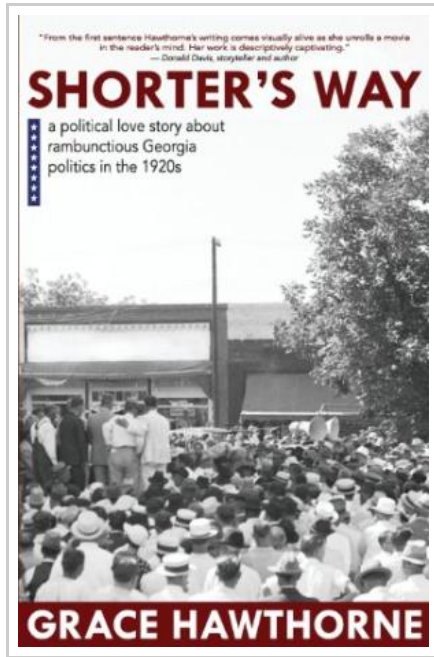 "From the first sentence Hawthorne's writing comes visually alive as she unrolls a movie
in the reader's mind. Her work is descriptively captivating."
— Donald Davis, storyteller and author
SHORTER'S WAY
a political love story about
rambunctious Georgia
politics in the 1920s
GRACE HAWTHORNE